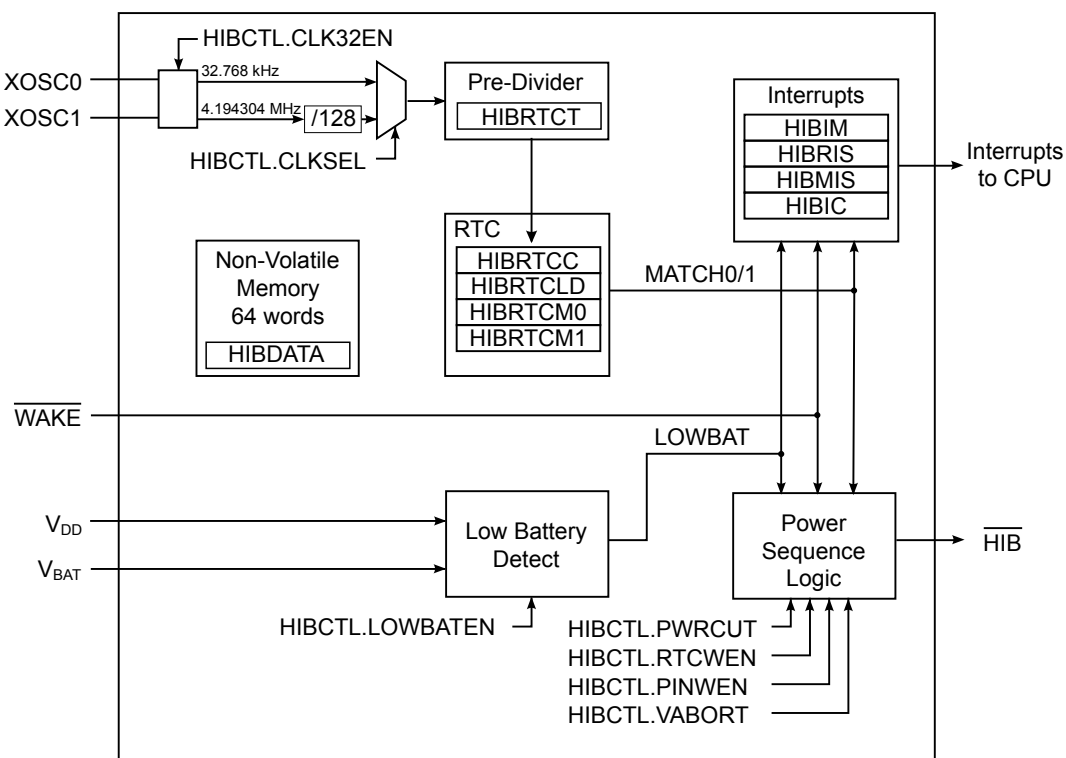 HIBCTL.CLK32EN
XOSC0
XOSC1
32.768 kHz
4.194304 MHz
/128
HIBCTL.CLKSEL
Pre-Divider
HIBRTCT
Interrupts
HIBIM
HIBRIS
HIBMIS
HIBIC
Interrupts
to CPU
RTC
HIBRTCC
HIBRTCLD
HIBRTCM0
HIBRTCM1
MATCH0/1
Non-Volatile
Memory
64 words
HIBDATA
WAKE
LOWBAT
VDD
VBAT
Low Battery
Detect
HIBCTL.LOWBATEN
Power
Sequence
Logic
HIB
HIBCTL.PWRCUT
HIBCTL.RTCWEN
HIBCTL.PINWEN
HIBCTL.VABORT